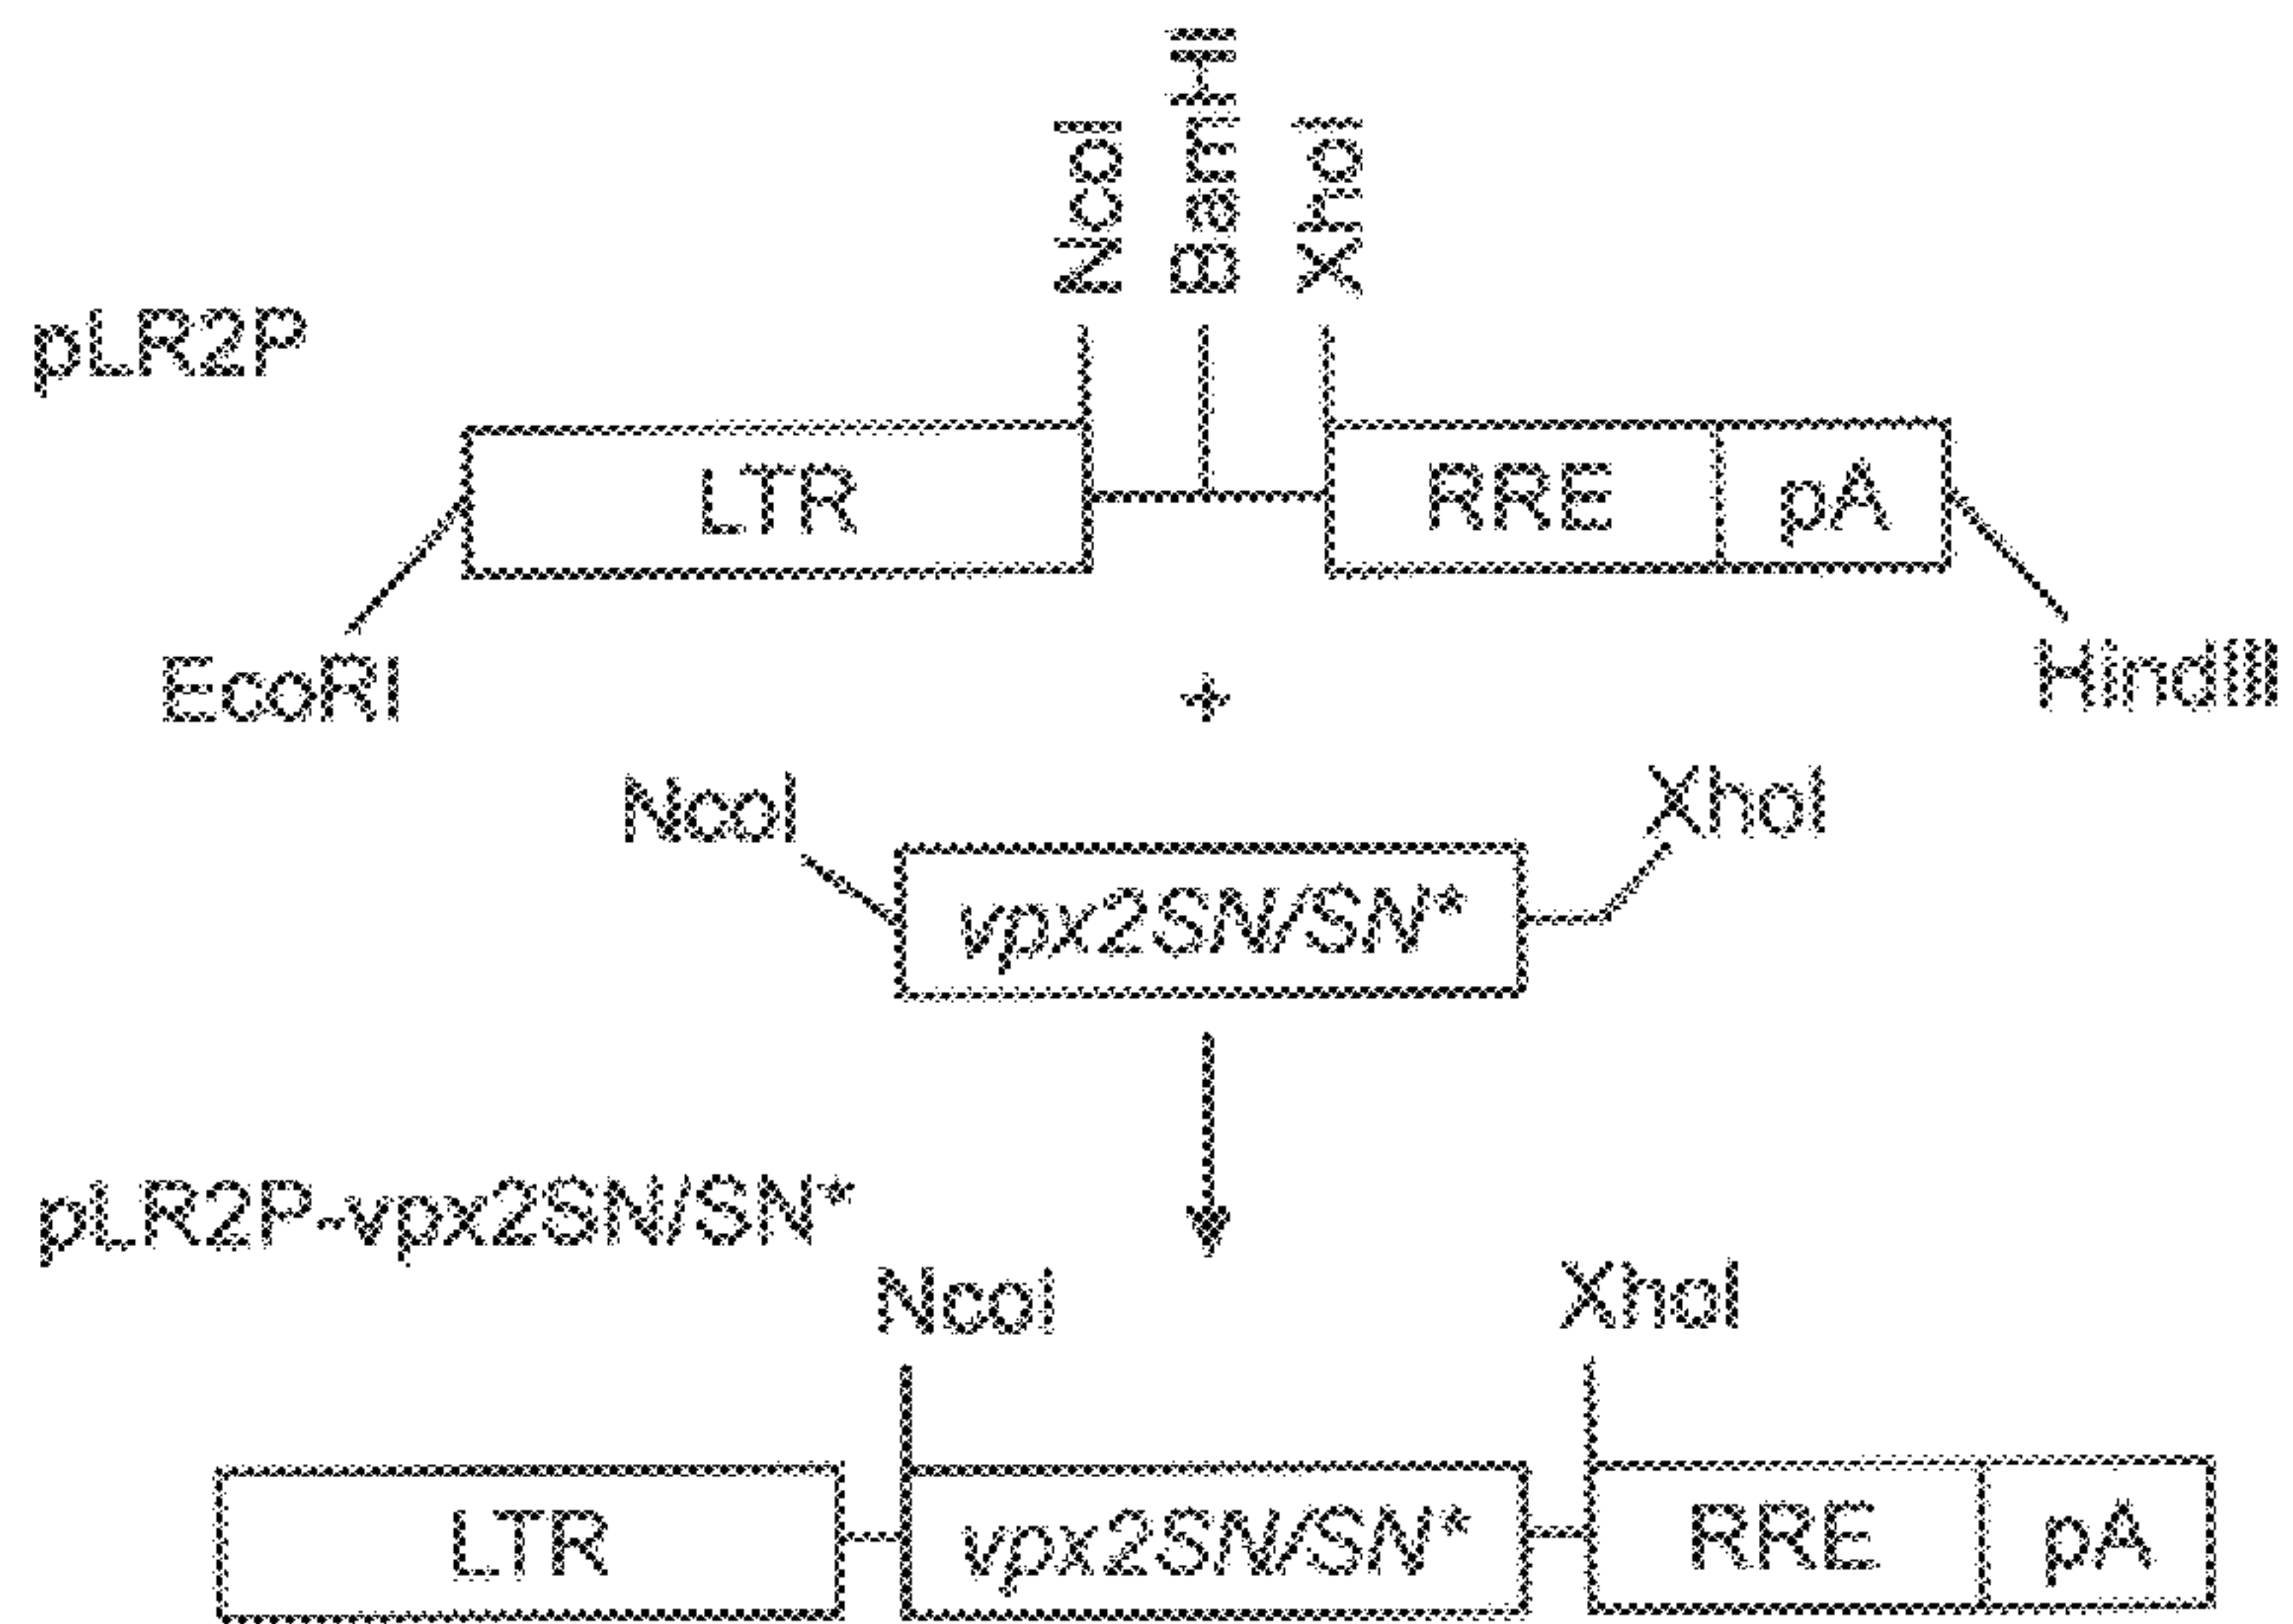 NcoI
BamHI
XhoI
pLR2P
LTR
RRE
pA
EcoRI
HindIII
+
NcoI
XhoI
vpx2SN/SN*
pLR2P-vpx2SN/SN*
NcoI
XhoI
LTR
vpx2SN/SN*
RRE
pA